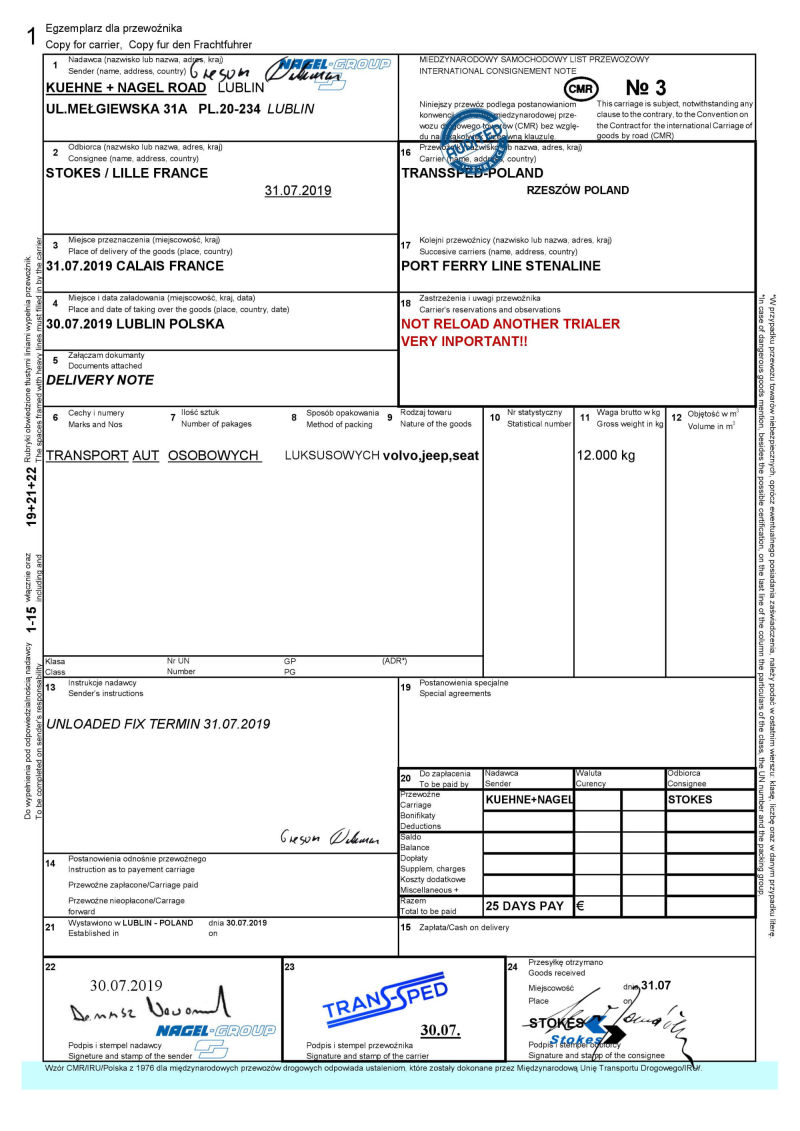 1
Egzemplarz dla przewoźnika
Copy for carrier, Copy fur den Frachtfuhrer
1 Nadawca (nazwisko lub nazwa, adres, kraj)
Sender (name, address, country)
NAGEL-GROUP
KUEHNE + NAGEL ROAD LUBLIN
UL.MEŁGIEWSKA 31A PL.20-234 LUBLIN
MIĘDZYNARODOWY SAMOCHODOWY LIST PRZEWOZOWY
INTERNATIONAL CONSIGNEMENT NOTE
CMR
№ 3
Niniejszy przewóz podlega postanowieniom
konwencji międzynarodowej prze-
wozu drogowego towarów (CMR) bez wzglę-
du na jakąkolwiek przeciwną klauzulę.
This carriage is subject, notwithstanding any
clause to the contrary, to the Convention on
the Contract for the international Carriage of
goods by road (CMR)
AUDITED
2 Odbiorca (nazwisko lub nazwa, adres, kraj)
Consignee (name, address, country)
STOKES / LILLE FRANCE
31.07.2019
16 Przewoźnik (nazwisko lub nazwa, adres, kraj)
Carrier (name, address, country)
TRANSSPED-POLAND
RZESZÓW POLAND
3 Miejsce przeznaczenia (miejscowość, kraj)
Place of delivery of the goods (place, country)
31.07.2019 CALAIS FRANCE
17 Kolejni przewoźnicy (nazwisko lub nazwa, adres, kraj)
Succesive carriers (name, address, country)
PORT FERRY LINE STENALINE
4 Miejsce i data załadowania (miejscowość, kraj, data)
Place and date of taking over the goods (place, country, date)
30.07.2019 LUBLIN POLSKA
18 Zastrzeżenia i uwagi przewoźnika
Carrier's reservations and observations
NOT RELOAD ANOTHER TRIALER
VERY INPORTANT!!
5 Załączam dokumanty
Documents attached
DELIVERY NOTE
6 Cechy i numery
Marks and Nos
7 Ilość sztuk
Number of pakages
8 Sposób opakowania
Method of packing
9 Rodzaj towaru
Nature of the goods
10 Nr statystyczny
Statistical number
11 Waga brutto w kg
Gross weight in kg
12 Objętość w m3
Volume in m3
TRANSPORT AUT OSOBOWYCH LUKSUSOWYCH volvo,jeep,seat
12.000 kg
Klasa Nr UN GP (ADR*)
Class Number PG
13 Instrukcje nadawcy
Sender's instructions
UNLOADED FIX TERMIN 31.07.2019
19 Postanowienia specjalne
Special agreements
20 Do zapłacenia
To be paid by
Nadawca
Sender
Waluta
Curency
Odbiorca
Consignee
Przewoźne
Carriage
KUEHNE+NAGEL
STOKES
Bonifikaty
Deductions
Saldo
Balance
Dopłaty
Supplem, charges
Koszty dodatkowe
Miscellaneous +
Razem
Total to be paid
25 DAYS PAY €
14 Postanowienia odnośnie przewoźnego
Instruction as to payement carriage
Przewoźne zapłacone/Carriage paid
Przewoźne nieopłacone/Carrage
forward
21 Wystawiono w LUBLIN - POLAND dnia 30.07.2019
Established in on
15 Zapłata/Cash on delivery
22
30.07.2019
NAGEL-GROUP
Podpis i stempel nadawcy
Signeture and stamp of the sender
23
TRANS-SPED
30.07.
Podpis i stempel przewoźnika
Signature and stamp of the carrier
24 Przesyłkę otrzymano
Goods received
Miejscowość dnia 31.07
Place on
STOKES
Stokes
Podpis i stempel odbiorcy
Signature and stapp of the consignee
Wzór CMR/IRU/Polska z 1976 dla międzynarodowych przewozów drogowych odpowiada ustaleniom, które zostały dokonane przez Międzynarodową Unię Transportu Drogowego/IRU/.
Do wypełnienia pod odpowiedzialnością nadawcy 1-15 włącznie oraz 19+21+22 Rubryki obwiedzone tłustymi liniami wypełnia przewoźnik.
To be completed on sender's responsability including and The spaces framed with heavy lines must filled in by the carrier
*W przypadku przewozu towarów niebezpiecznych, oprócz ewentualnego posiadania zaświadczenia, należy podać w ostatnim wierszu: klasę, liczbę oraz w danym przypadku literę.
*In case of dangerous goods mention, besides the possible certification, on the last line of the column the particulars of the class, the UN number and the packing group.